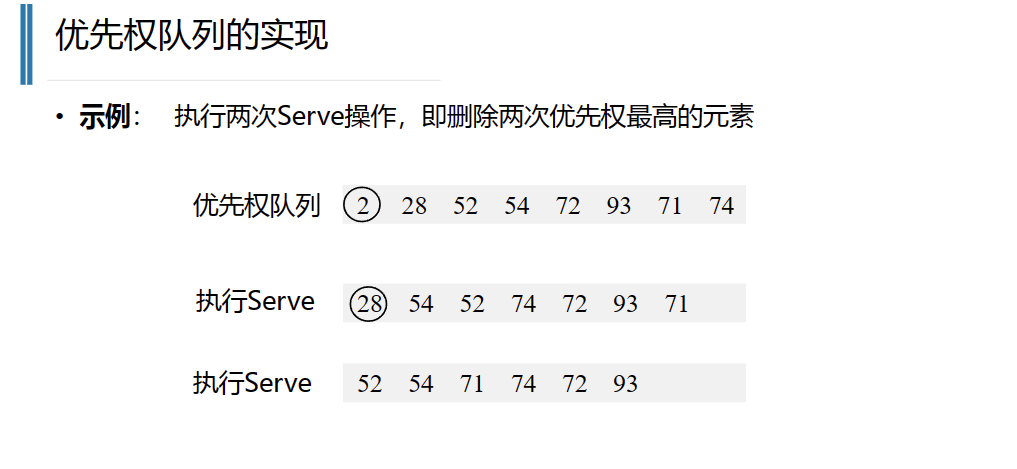 优先权队列的实现
• 示例： 执行两次Serve操作，即删除两次优先权最高的元素
优先权队列 2 28 52 54 72 93 71 74
执行Serve 28 54 52 74 72 93 71
执行Serve 52 54 71 74 72 93